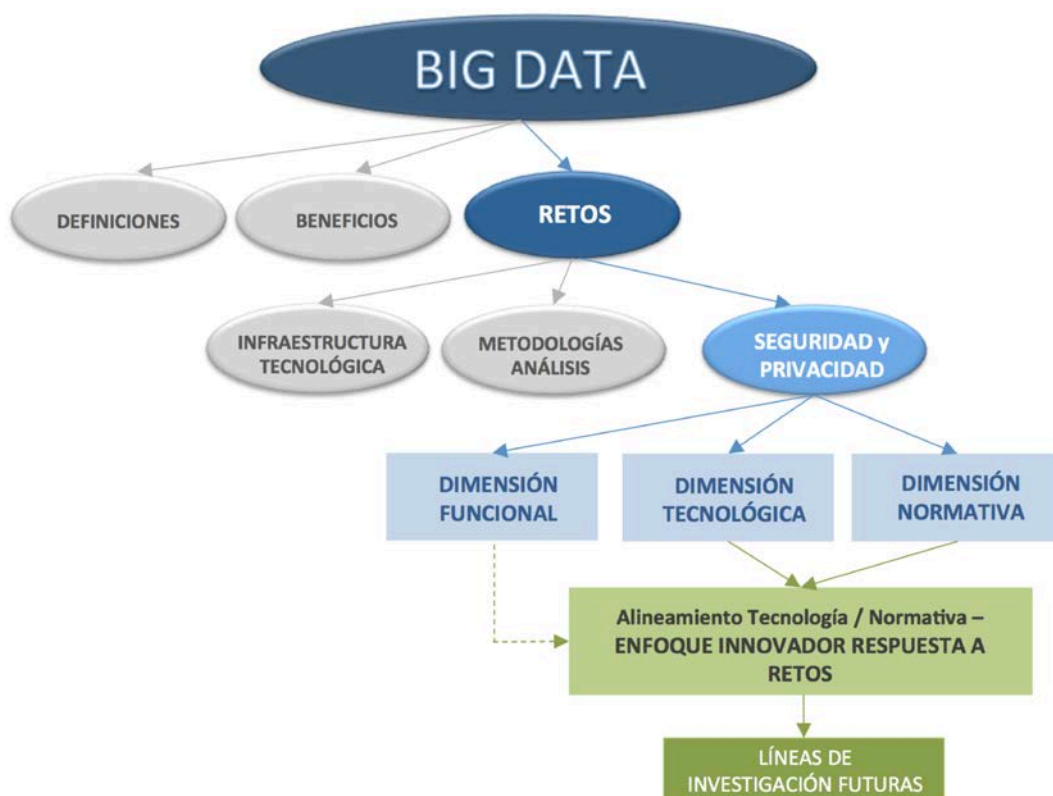 BIG DATA
DEFINICIONES
BENEFICIOS
RETOS
INFRAESTRUCTURA
TECNOLÓGICA
METODOLOGÍAS
ANÁLISIS
SEGURIDAD y
PRIVACIDAD
DIMENSIÓN
FUNCIONAL
DIMENSIÓN
TECNOLÓGICA
DIMENSIÓN
NORMATIVA
Alineamiento Tecnología / Normativa –
ENFOQUE INNOVADOR RESPUESTA A
RETOS
LÍNEAS DE
INVESTIGACIÓN FUTURAS